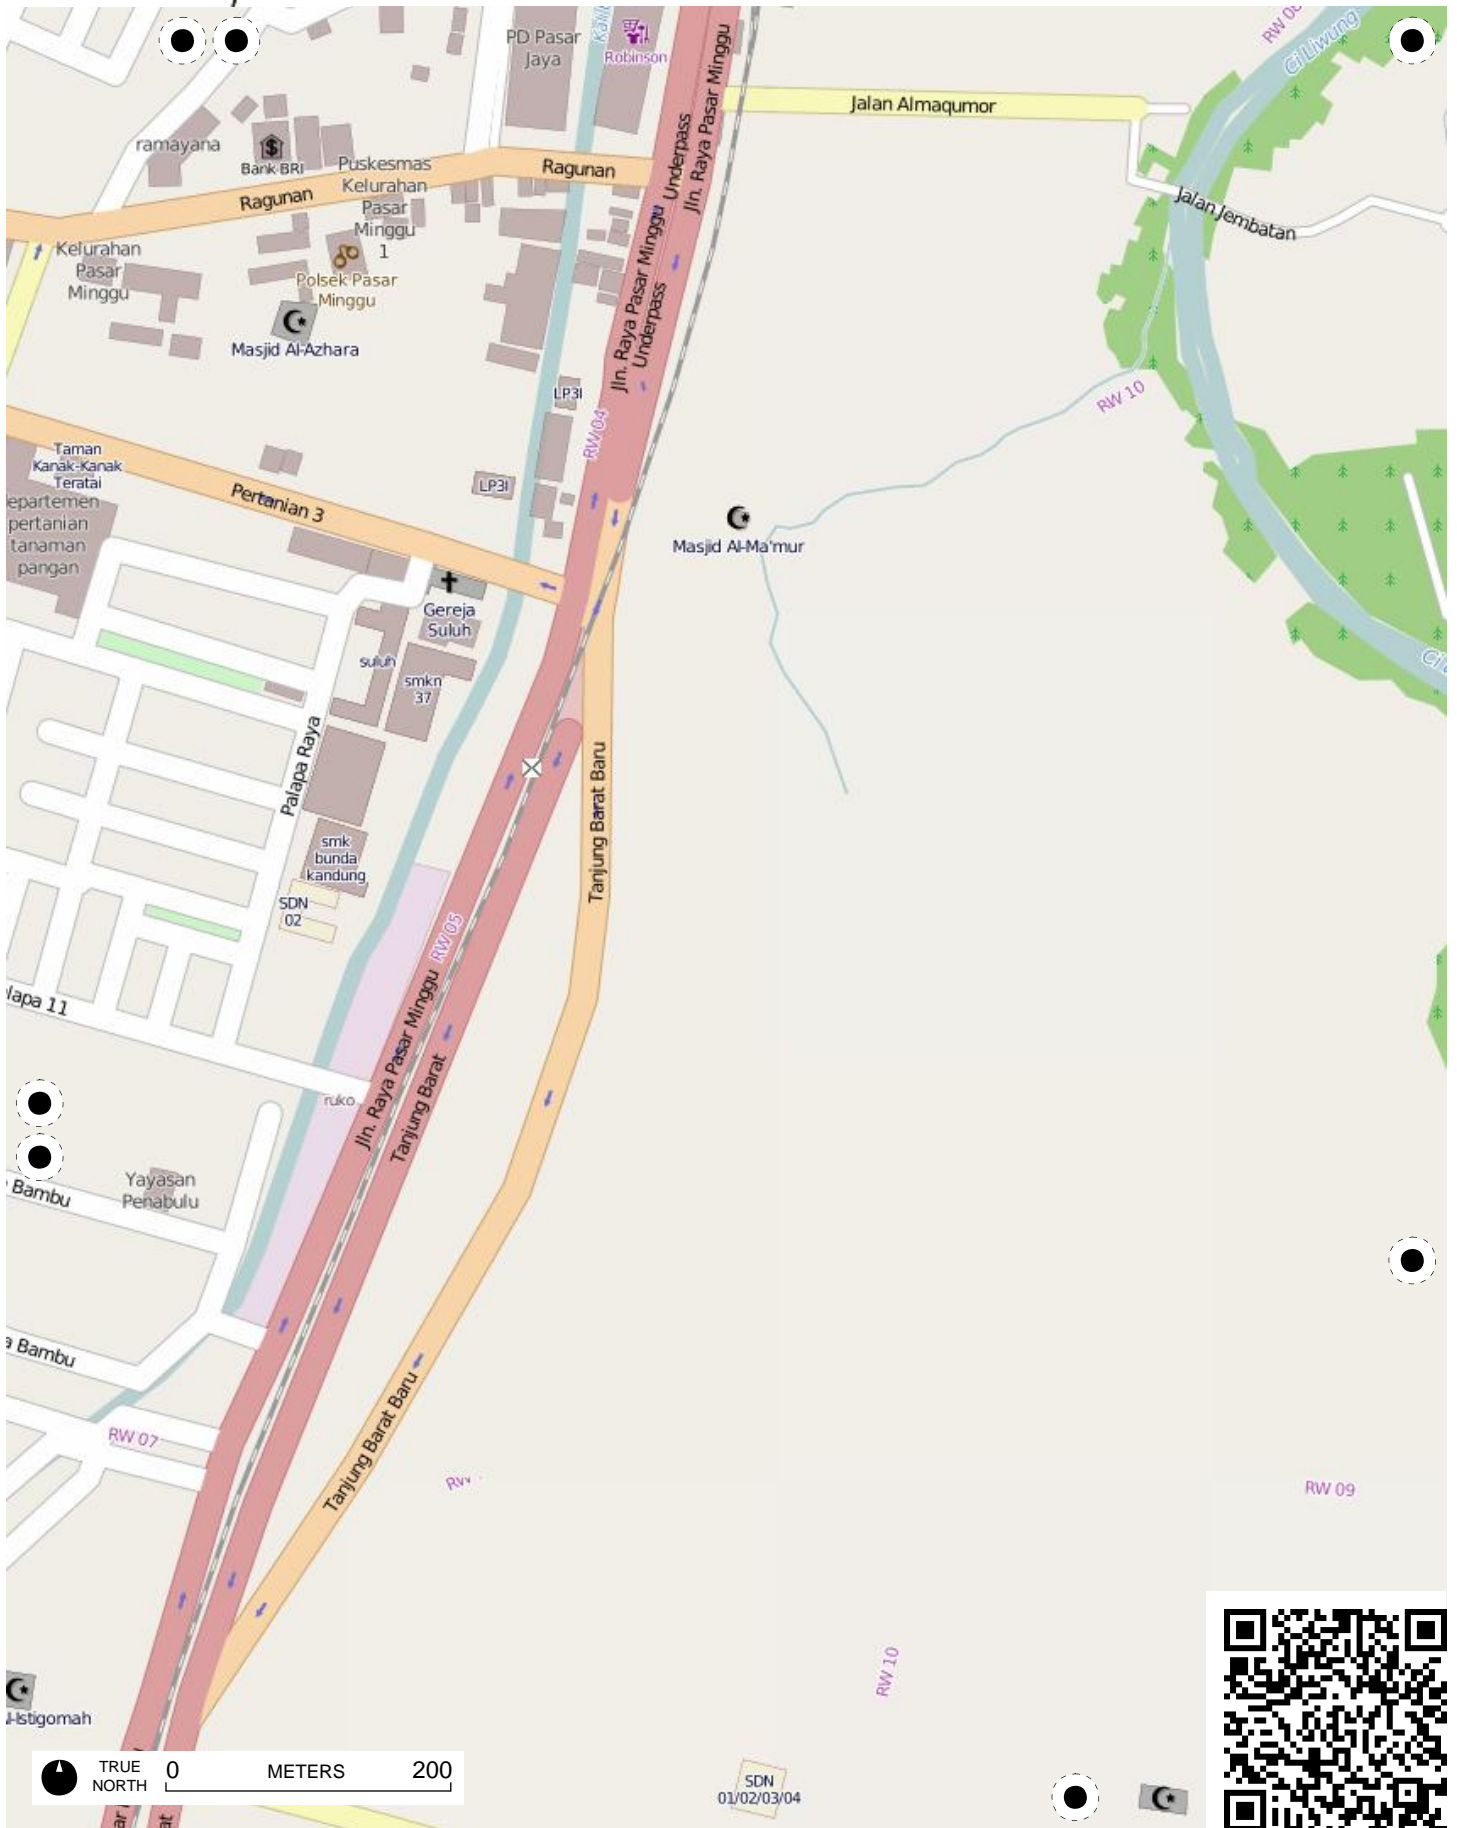 PD Pasar
Jaya
Robinson
Jln. Raya Pasar Minggu
Underpass
Jalan Almaqumor
RW 08
Ci Liwung
ramayana
Bank BRI
Puskesmas
Kelurahan
Pasar
Minggu
1
Ragunan
Ragunan
Jalan Jembatan
Kelurahan
Pasar
Minggu
Polsek Pasar
Minggu
Masjid Al-Azhara
Jln. Raya Pasar Minggu
Underpass
LP3I
RW 04
RW 10
Taman
Kanak-Kanak
Teratai
epartemen
pertanian
tanaman
pangan
Pertanian 3
LP3I
Masjid Al-Ma'mur
Gereja
Suluh
suluh
smkn
37
Palapa Raya
Tanjung Barat Baru
smk
bunda
kandung
SDN
02
RW 05
lapa 11
Jln. Raya Pasar Minggu
Tanjung Barat
ruko
Yayasan
Penabulu
Bambu
a Bambu
RW 07
Tanjung Barat Baru
RW 09
RW 10
l-Istigomah
TRUE
NORTH
0 METERS 200
SDN
01/02/03/04